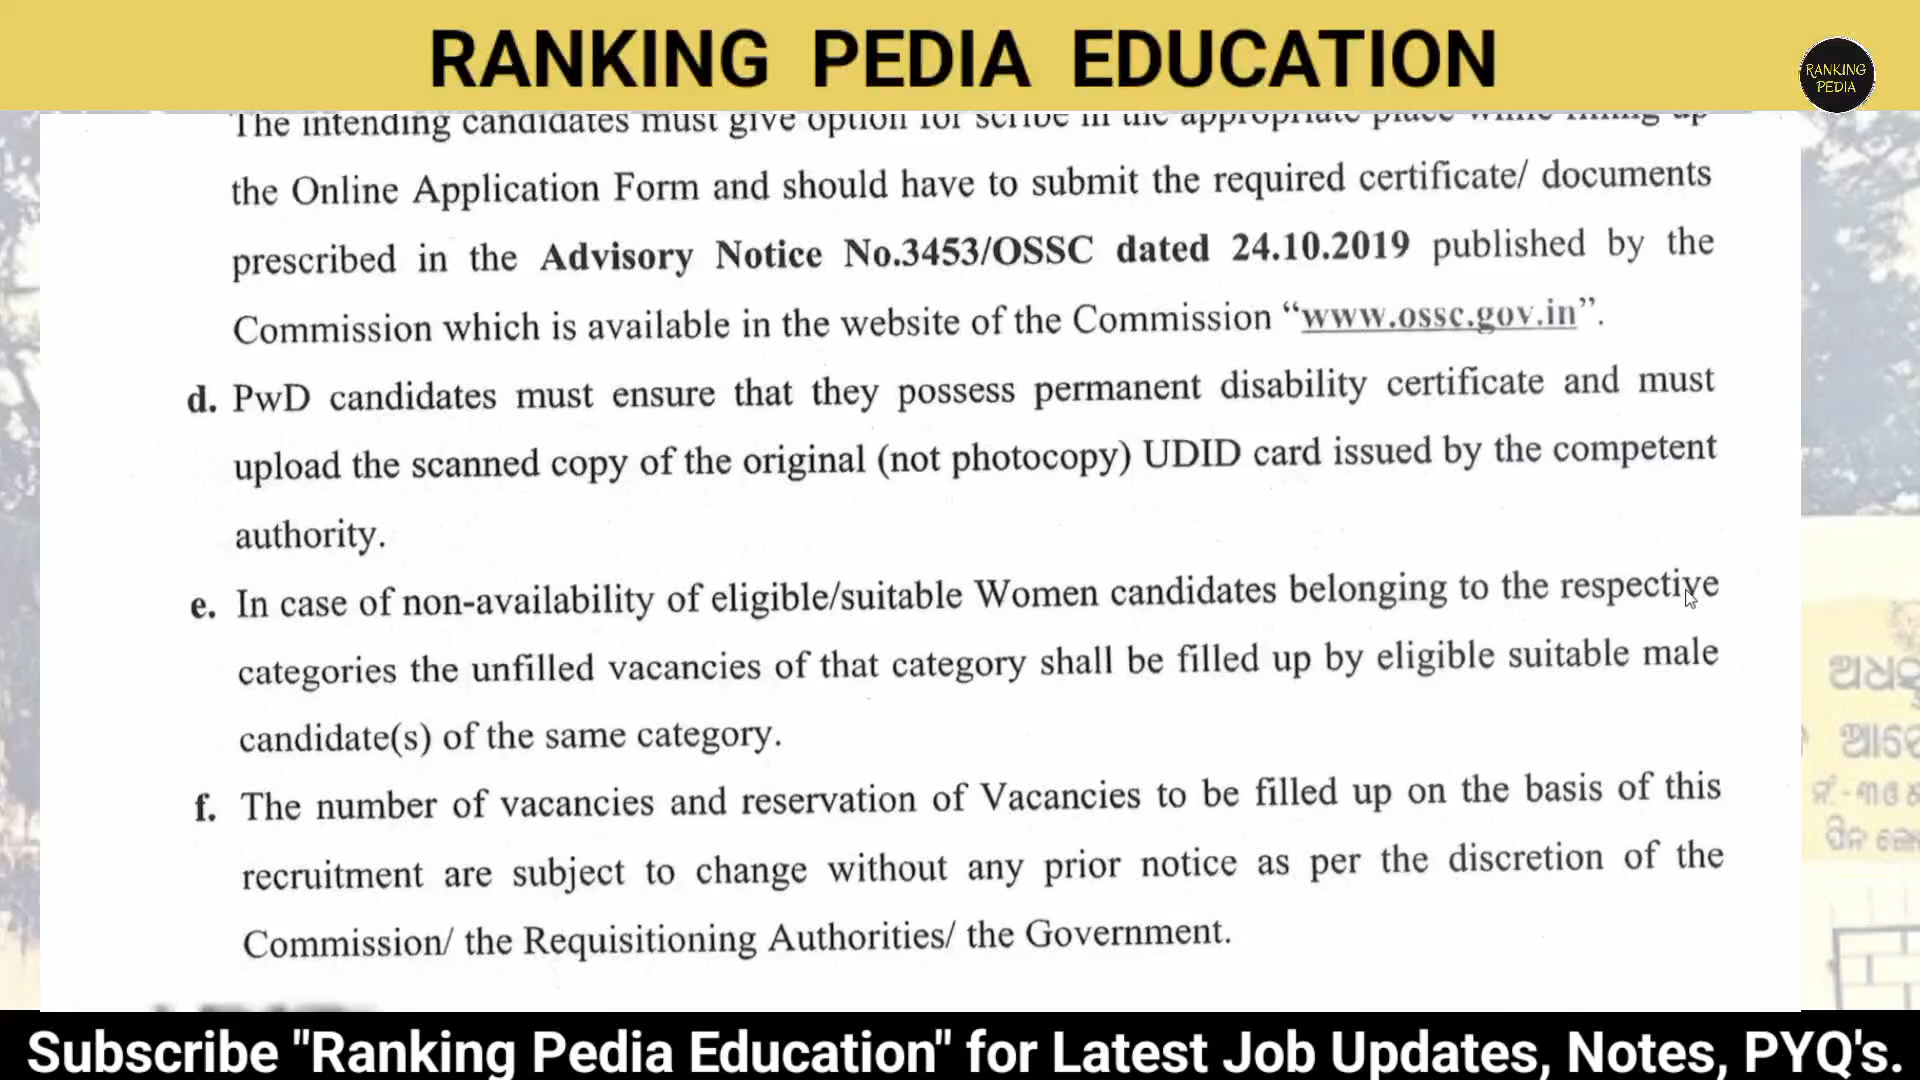 RANKING PEDIA EDUCATION
RANKING
PEDIA
The intending candidates must give option for scribe in the appropriate place while filling up
the Online Application Form and should have to submit the required certificate/ documents
prescribed in the Advisory Notice No.3453/OSSC dated 24.10.2019 published by the
Commission which is available in the website of the Commission “www.ossc.gov.in”.
d. PwD candidates must ensure that they possess permanent disability certificate and must
upload the scanned copy of the original (not photocopy) UDID card issued by the competent
authority.
e. In case of non-availability of eligible/suitable Women candidates belonging to the respective
categories the unfilled vacancies of that category shall be filled up by eligible suitable male
candidate(s) of the same category.
f. The number of vacancies and reservation of Vacancies to be filled up on the basis of this
recruitment are subject to change without any prior notice as per the discretion of the
Commission/ the Requisitioning Authorities/ the Government.
Subscribe "Ranking Pedia Education" for Latest Job Updates, Notes, PYQ's.